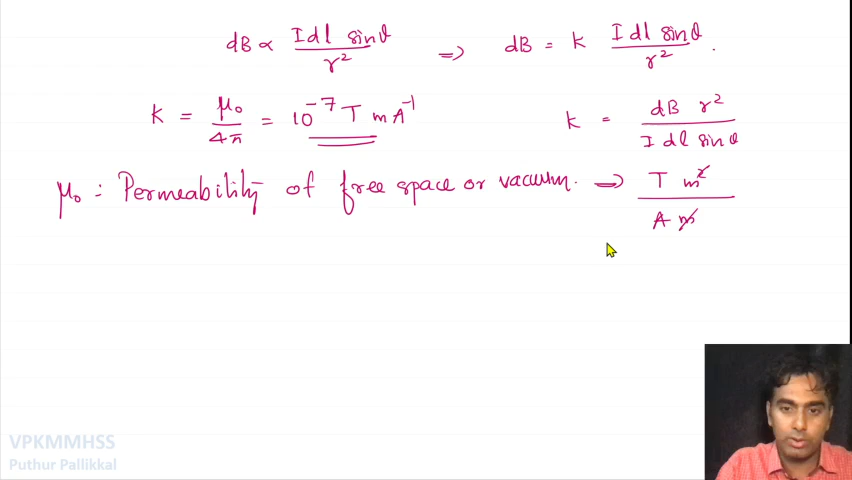 dB ∝ I dl sinθ / r² ⇒ dB = k I dl sinθ / r².
K = μ₀ / 4π = 10⁻⁷ T m A⁻¹
k = dB r² / I dl sinθ
μ₀ : Permeability of free space or vacuum. ⇒ T m² / A m
VPKMMHSS
Puthur Pallikkal